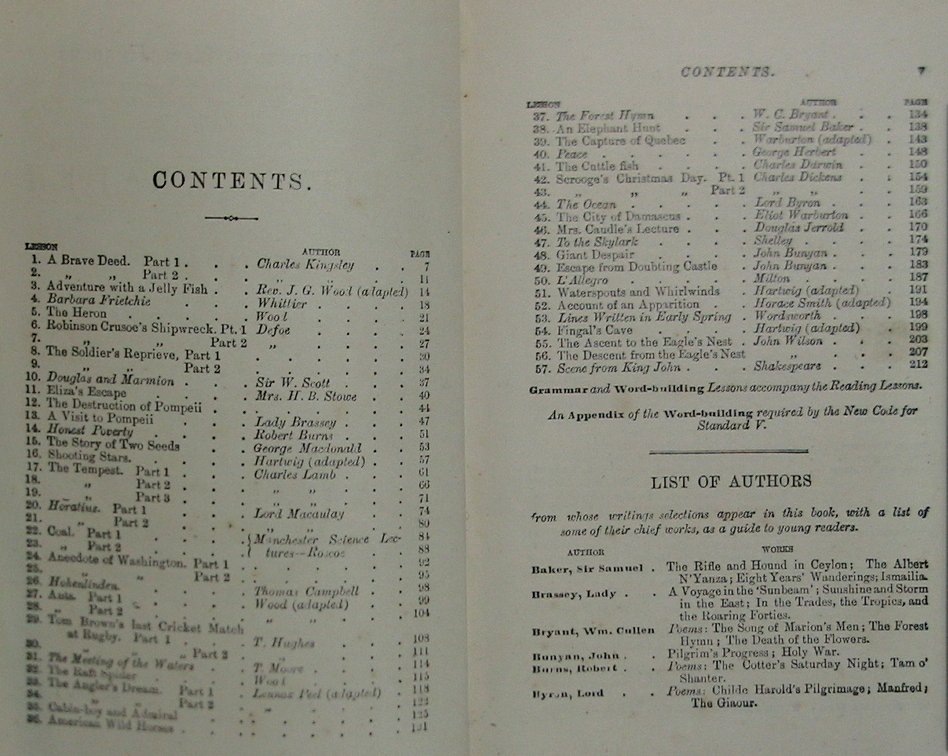 CONTENTS.
LESSON AUTHOR PAGE
1. A Brave Deed. Part 1 . . . Charles Kingsley . . 7
2. „ „ Part 2 . . . „ „ . . 11
3. Adventure with a Jelly Fish . . Rev. J. G. Wood (adapted) 14
4. Barbara Frietchie . . . Whittier . . . 18
5. The Heron . . . . Wood . . . 21
6. Robinson Crusoe's Shipwreck. Pt. 1 Defoe . . . 24
7. „ „ Part 2 „ . . . 27
8. The Soldier's Reprieve, Part 1 . . . . . 30
9. „ „ Part 2 . . . . . 34
10. Douglas and Marmion . . . Sir W. Scott . . 37
11. Eliza's Escape . . . Mrs. H. B. Stowe . . 40
12. The Destruction of Pompeii . . . . . . 44
13. A Visit to Pompeii . . . Lady Brassey . . . 47
14. Honest Poverty . . . Robert Burns . . . 51
15. The Story of Two Seeds . . George Macdonald . . 53
16. Shooting Stars. . . . Hartwig (adapted) . . 57
17. The Tempest. Part 1 . . . Charles Lamb . . . 61
18. „ Part 2 . . . „ „ . . . 66
19. „ Part 3 . . . „ „ . . . 71
20. Horatius. Part 1 . . . Lord Macaulay . . 74
21. „ Part 2 . . . „ „ . . 80
22. Coal. Part 1 . . . { Manchester Science Lec- 84
23. „ Part 2 . . . { tures—Roscoe . . 88
24. Anecdote of Washington. Part 1 . . . . . 92
25. „ „ Part 2 . . . . . 95
26. Hohenlinden. . . . Thomas Campbell . . 98
27. Ants. Part 1 . . . Wood (adapted) . . 99
28. „ Part 2 . . . „ „ . . 104
29. Tom Brown's last Cricket Match
at Rugby. Part 1 . . T. Hughes . . . 108
30. „ „ Part 2 . . „ . . . 111
31. The Meeting of the Waters . . T. Moore . . . 114
32. The Raft Spider . . . Wood . . . 115
33. The Angler's Dream. Part 1 . Lennox Peel (adapted) . 118
34. „ „ Part 2 . „ „ . 123
35. Cabin-boy and Admiral . . . . . . 125
36. American Wild Horses . . . . . . 131
CONTENTS. 7
LESSON AUTHOR PAGE
37. The Forest Hymn . . . W. C. Bryant . . . 134
38. An Elephant Hunt . . . Sir Samuel Baker . . 138
39. The Capture of Quebec . . Warburton (adapted) . 143
40. Peace . . . . . . George Herbert . . 148
41. The Cuttle fish . . . . Charles Darwin . . 150
42. Scrooge's Christmas Day. Pt. 1 Charles Dickens . . 154
43. „ „ „ Part 2 „ „ . . 159
44. The Ocean . . . . . Lord Byron . . . 163
45. The City of Damascus . . . Eliot Warburton . . 166
46. Mrs. Caudle's Lecture . . . Douglas Jerrold . . 170
47. To the Skylark . . . . Shelley . . . . 174
48. Giant Despair . . . . John Bunyan . . . 179
49. Escape from Doubting Castle . John Bunyan . . . 183
50. L'Allegro . . . . . Milton . . . . 187
51. Waterspouts and Whirlwinds . Hartwig (adapted) . . 191
52. Account of an Apparition . . Horace Smith (adapted) . 194
53. Lines Written in Early Spring . Wordsworth . . . 198
54. Fingal's Cave . . . . Hartwig (adapted) . . 199
55. The Ascent to the Eagle's Nest . John Wilson . . . 203
56. The Descent from the Eagle's Nest „ . . . 207
57. Scene from King John . . . Shakespeare . . . 212
Grammar and Word-building Lessons accompany the Reading Lessons.
An Appendix of the Word-building required by the New Code for
Standard V.
LIST OF AUTHORS
From whose writings selections appear in this book, with a list of
some of their chief works, as a guide to young readers.
AUTHOR WORKS
Baker, Sir Samuel . The Rifle and Hound in Ceylon; The Albert
N'Yanza; Eight Years' Wanderings; Ismailia.
Brassey, Lady . . A Voyage in the 'Sunbeam'; Sunshine and Storm
in the East; In the Trades, the Tropics, and
the Roaring Forties.
Bryant, Wm. Cullen Poems: The Song of Marion's Men; The Forest
Hymn; The Death of the Flowers.
Bunyan, John . . Pilgrim's Progress; Holy War.
Burns, Robert . . Poems: The Cotter's Saturday Night; Tam o'
Shanter.
Byron, Lord . . Poems: Childe Harold's Pilgrimage; Manfred;
The Giaour.